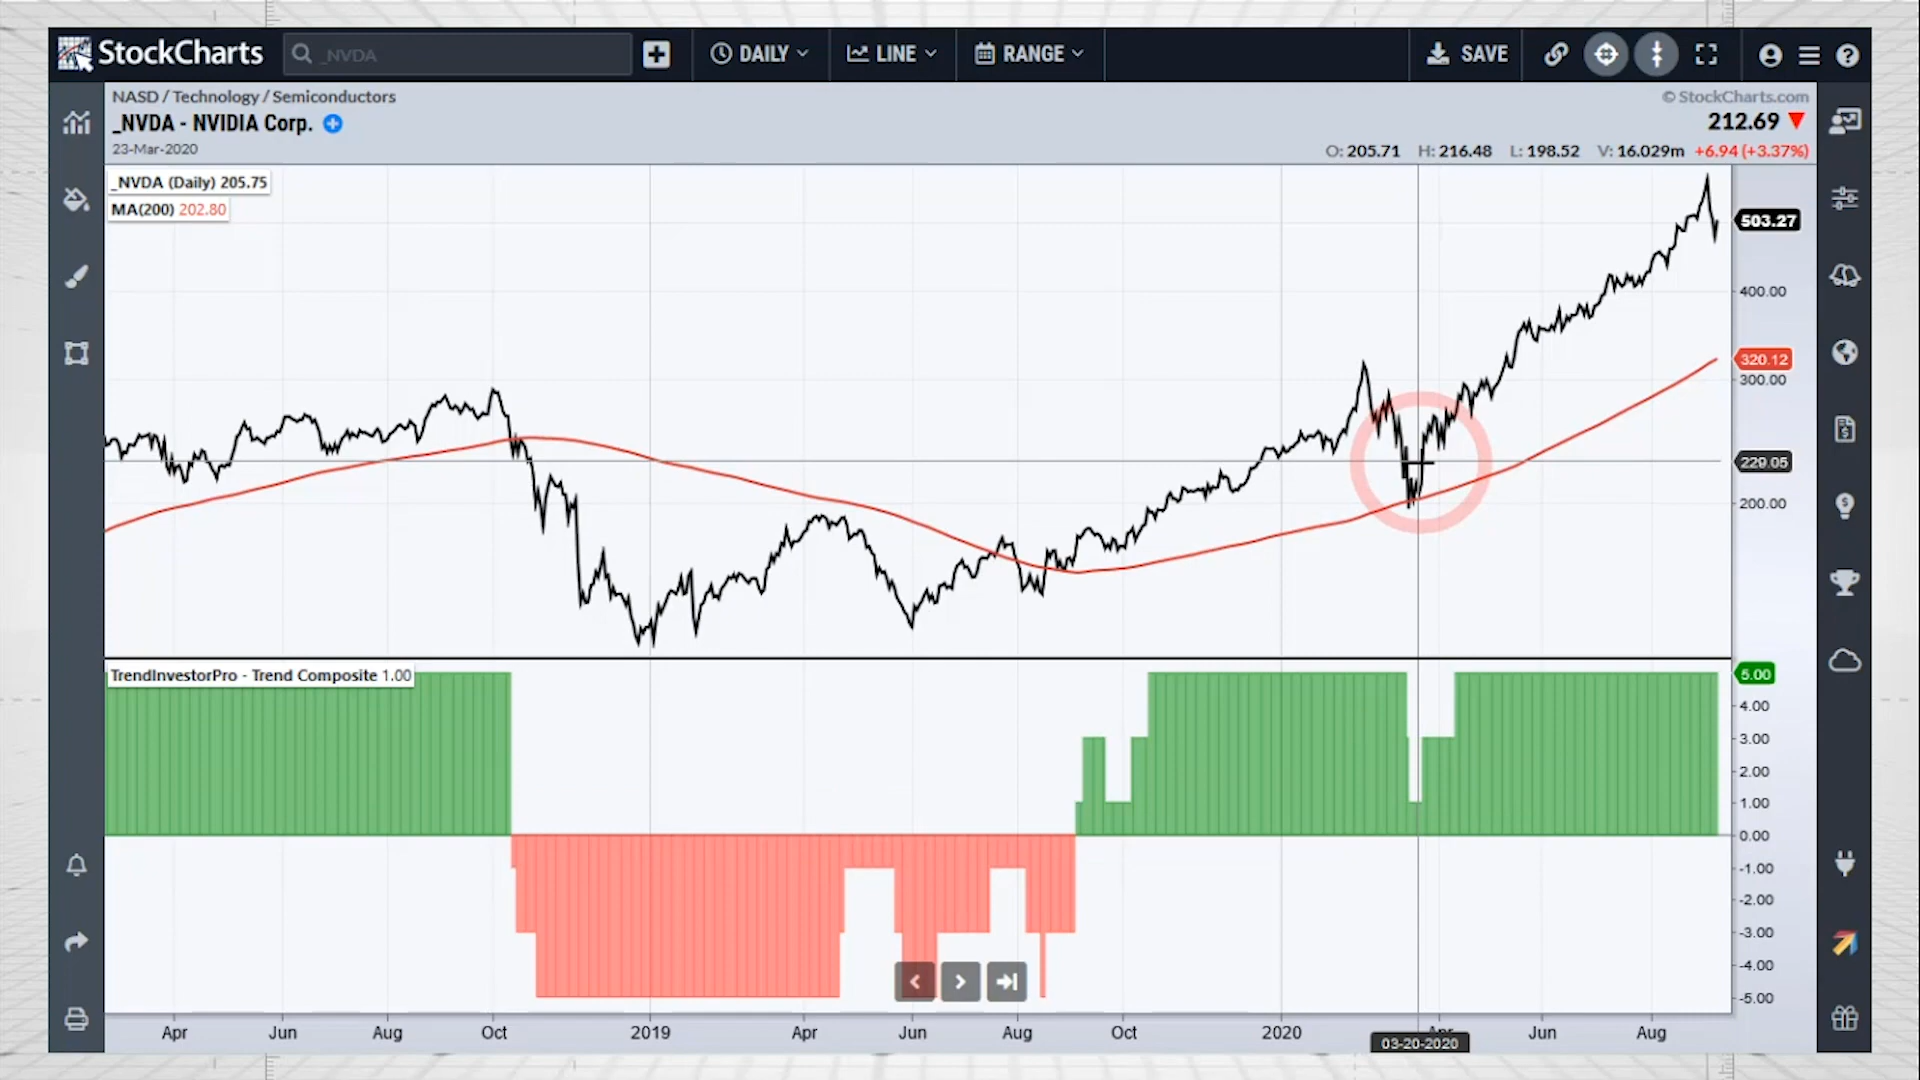 StockCharts _NVDA DAILY LINE RANGE SAVE
NASD / Technology / Semiconductors © StockCharts.com
_NVDA - NVIDIA Corp. 212.69
23-Mar-2020 O: 205.71 H: 216.48 L: 198.52 V: 16.029m +6.94 (+3.37%)
_NVDA (Daily) 205.75
MA(200) 202.80
503.27
400.00
320.12
300.00
229.05
200.00
TrendInvestorPro - Trend Composite 1.00 5.00
4.00
3.00
2.00
1.00
0.00
-1.00
-2.00
-3.00
-4.00
-5.00
Apr Jun Aug Oct 2019 Apr Jun Aug Oct 2020 Apr Jun Aug
03-20-2020